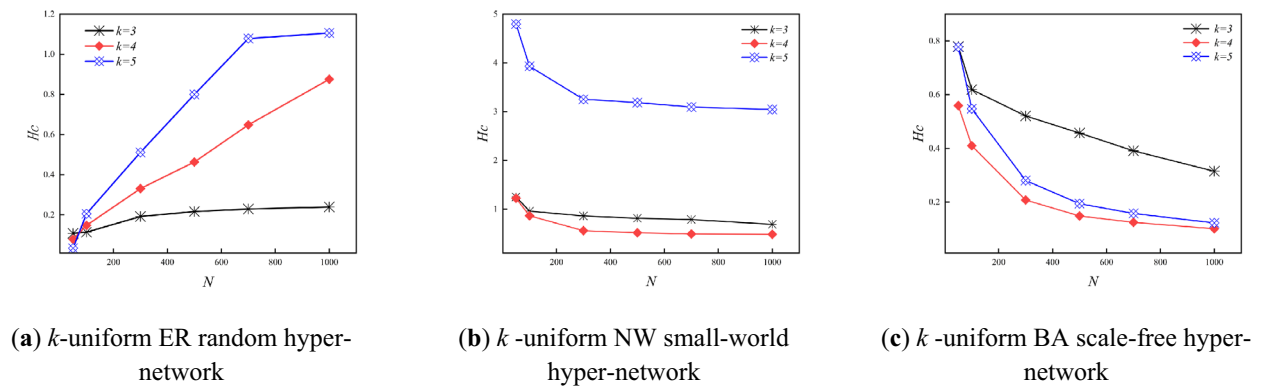 1.2
1.0
0.8
0.6
0.4
0.2
Hc
200
400
600
800
1000
N
k=3
k=4
k=5
5
4
3
2
1
Hc
200
400
600
800
1000
N
k=3
k=4
k=5
0.8
0.6
0.4
0.2
Hc
200
400
600
800
1000
N
k=3
k=4
k=5
(a) k-uniform ER random hyper-
network
(b) k -uniform NW small-world
hyper-network
(c) k -uniform BA scale-free hyper-
network